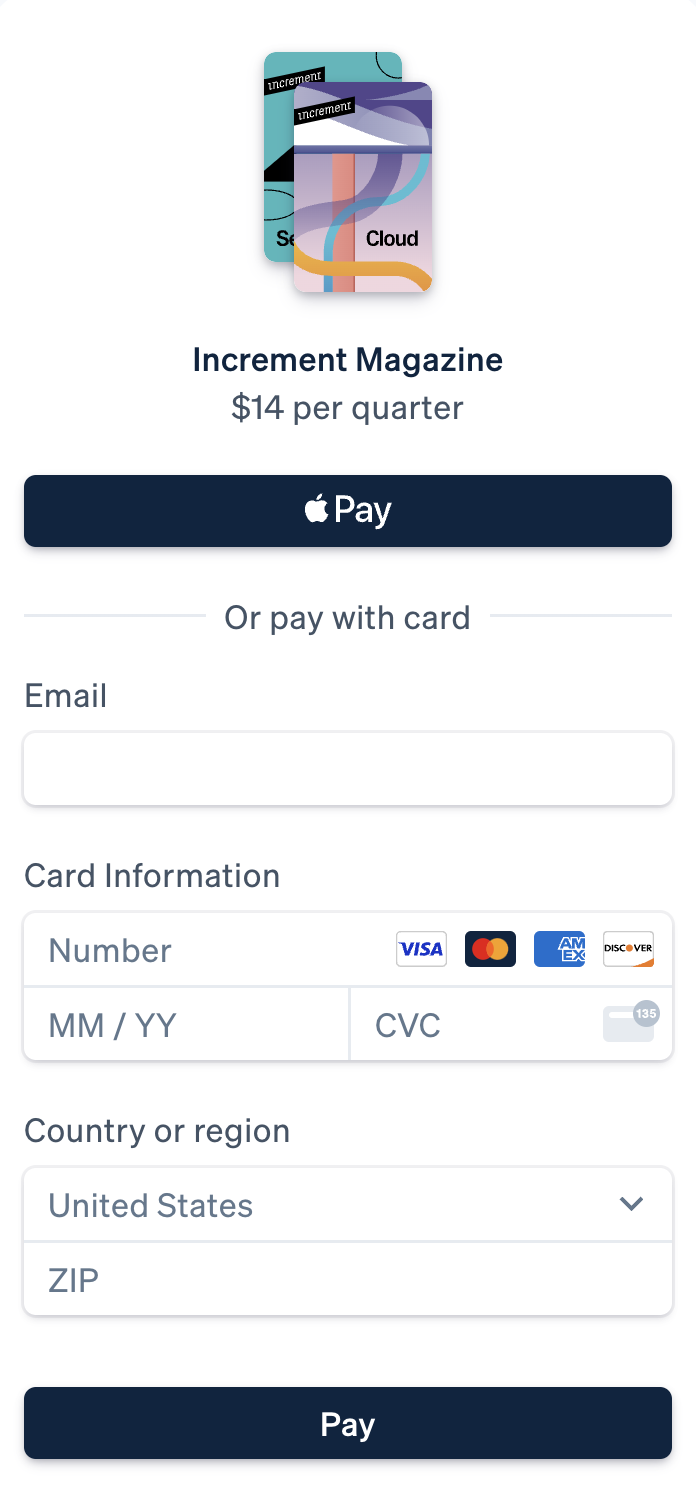 increment
increment
Se
Cloud
Increment Magazine
$14 per quarter
Pay
Or pay with card
Email
Card Information
Number VISA AM EX DISCOVER
MM / YY CVC 135
Country or region
United States
ZIP
Pay